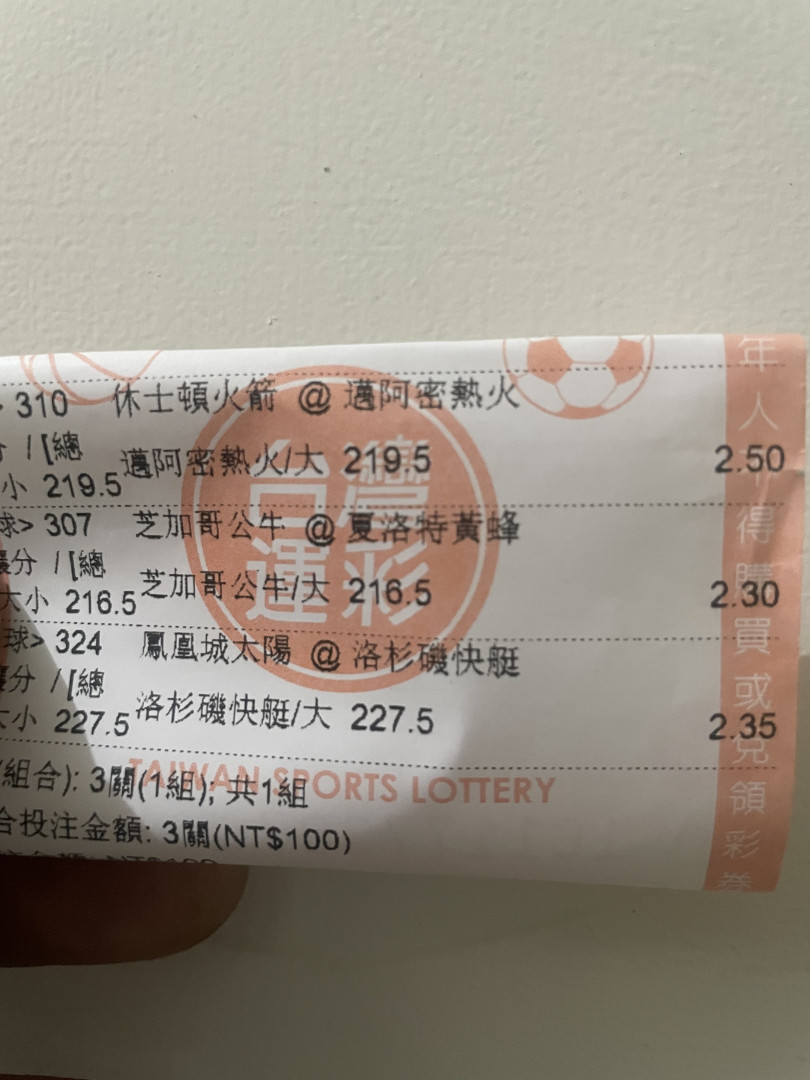 310 休士頓火箭 @ 邁阿密熱火
分 / [總
小 219.5 邁阿密熱火/大 219.5 2.50
球> 307 芝加哥公牛 @ 夏洛特黃蜂
分 / [總
大小 216.5 芝加哥公牛/大 216.5 2.30
球> 324 鳳凰城太陽 @ 洛杉磯快艇
分 / [總
小 227.5 洛杉磯快艇/大 227.5 2.35
組合): 3關(1組); 共1組
合投注金額: 3關(NT$100)
台灣
運彩
TAIWAN SPORTS LOTTERY
年人不得購買或兌領彩券